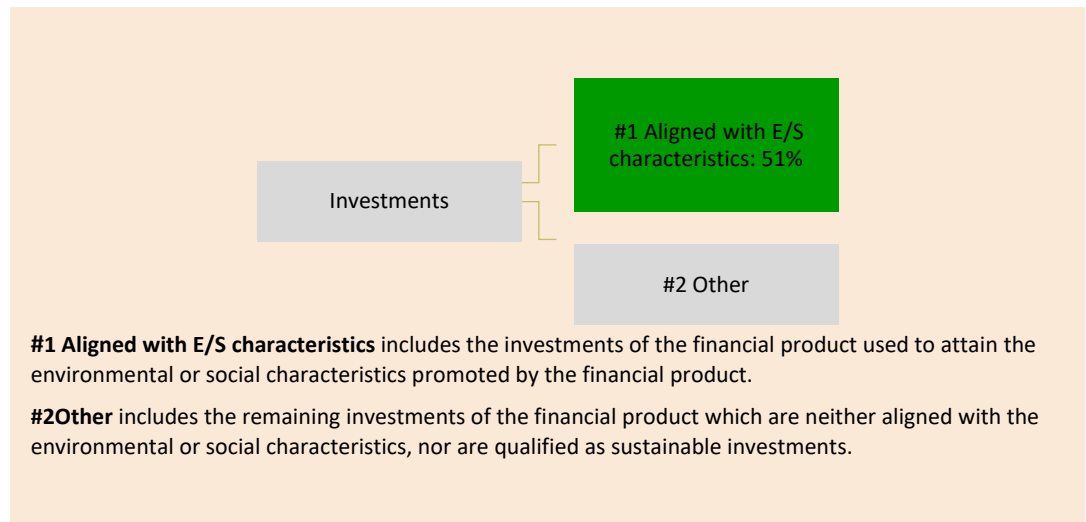 #1 Aligned with E/S
characteristics: 51%
Investments
#2 Other
#1 Aligned with E/S characteristics includes the investments of the financial product used to attain the
environmental or social characteristics promoted by the financial product.
#2Other includes the remaining investments of the financial product which are neither aligned with the
environmental or social characteristics, nor are qualified as sustainable investments.